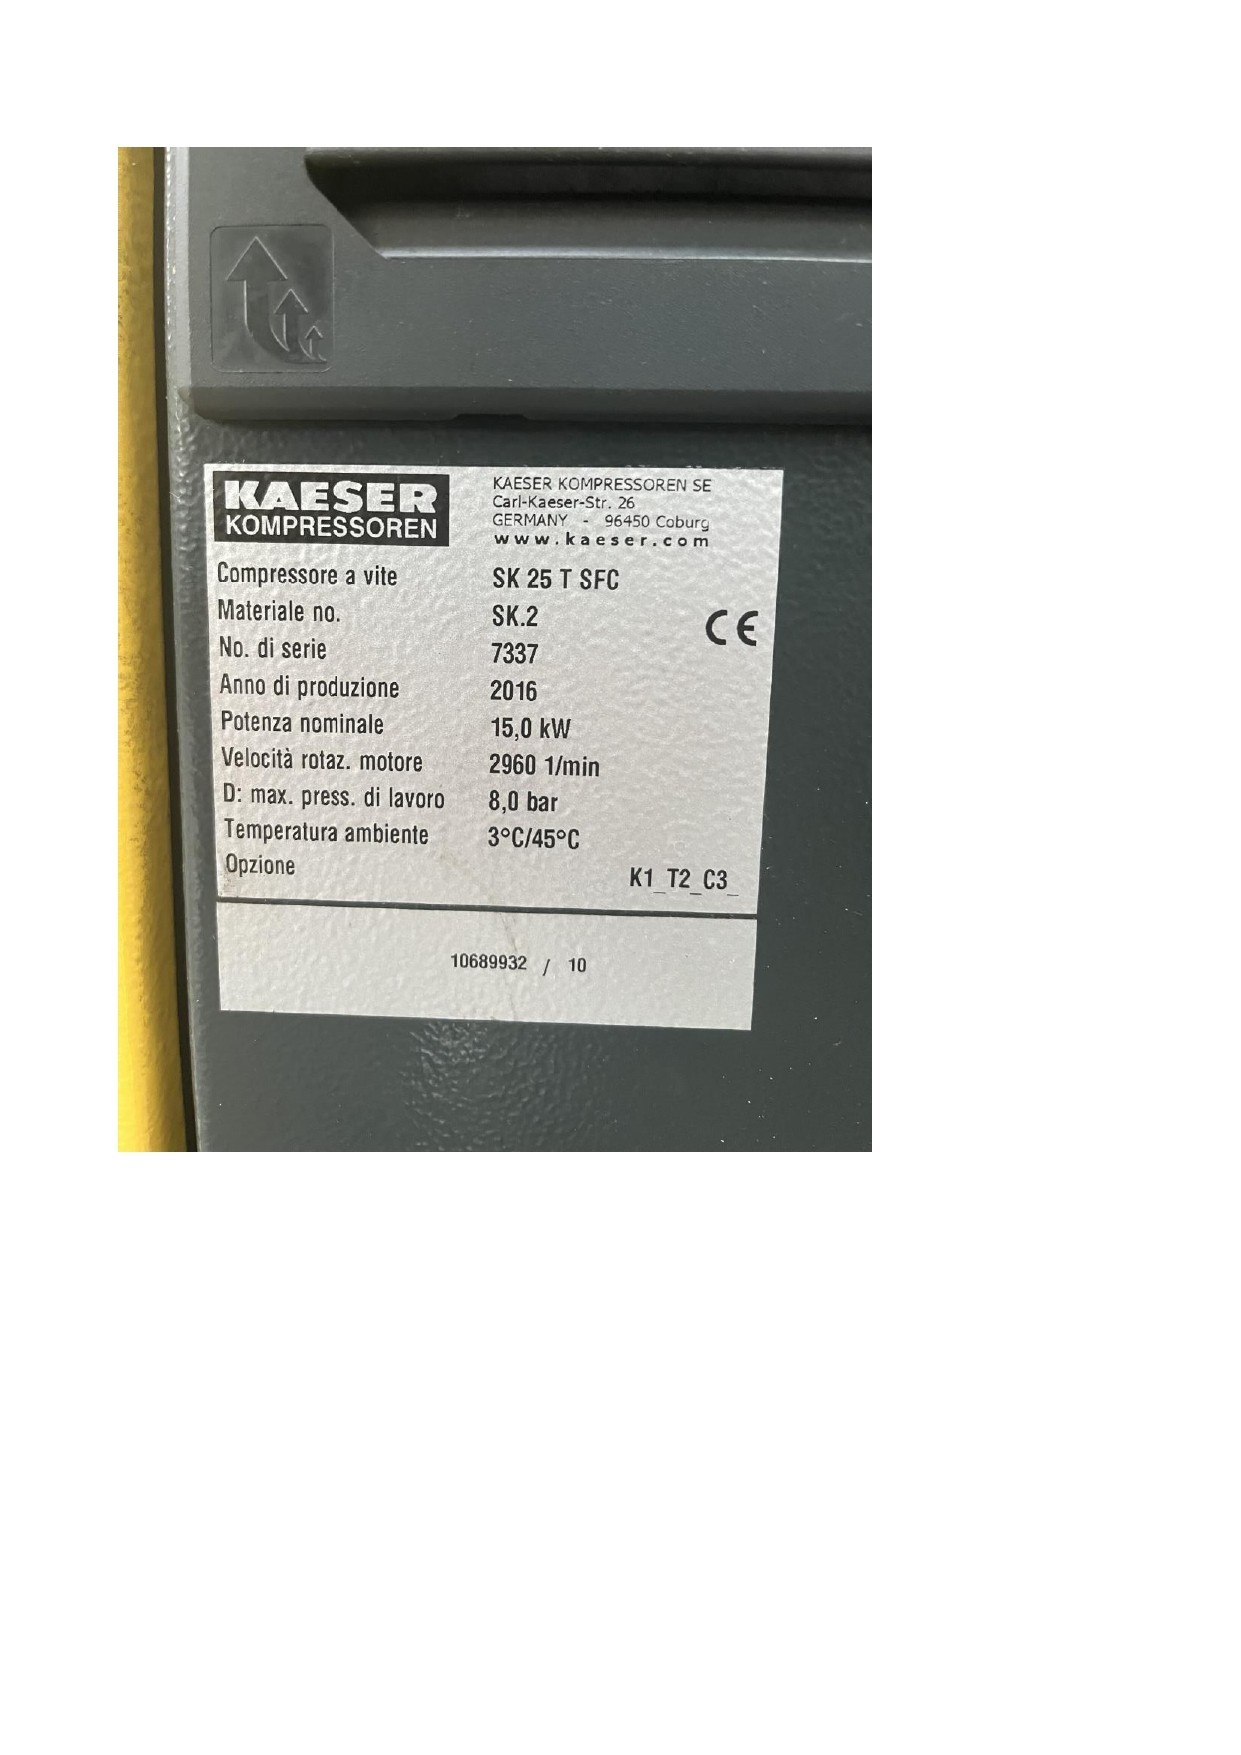 KAESER
KOMPRESSOREN
KAESER KOMPRESSOREN SE
Carl-Kaeser-Str. 26
GERMANY - 96450 Coburg
www.kaeser.com
Compressore a vite SK 25 T SFC
Materiale no. SK.2
CE
No. di serie 7337
Anno di produzione 2016
Potenza nominale 15,0 kW
Velocità rotaz. motore 2960 1/min
D: max. press. di lavoro 8,0 bar
Temperatura ambiente 3°C/45°C
Opzione K1_T2_C3_
10689932 / 10